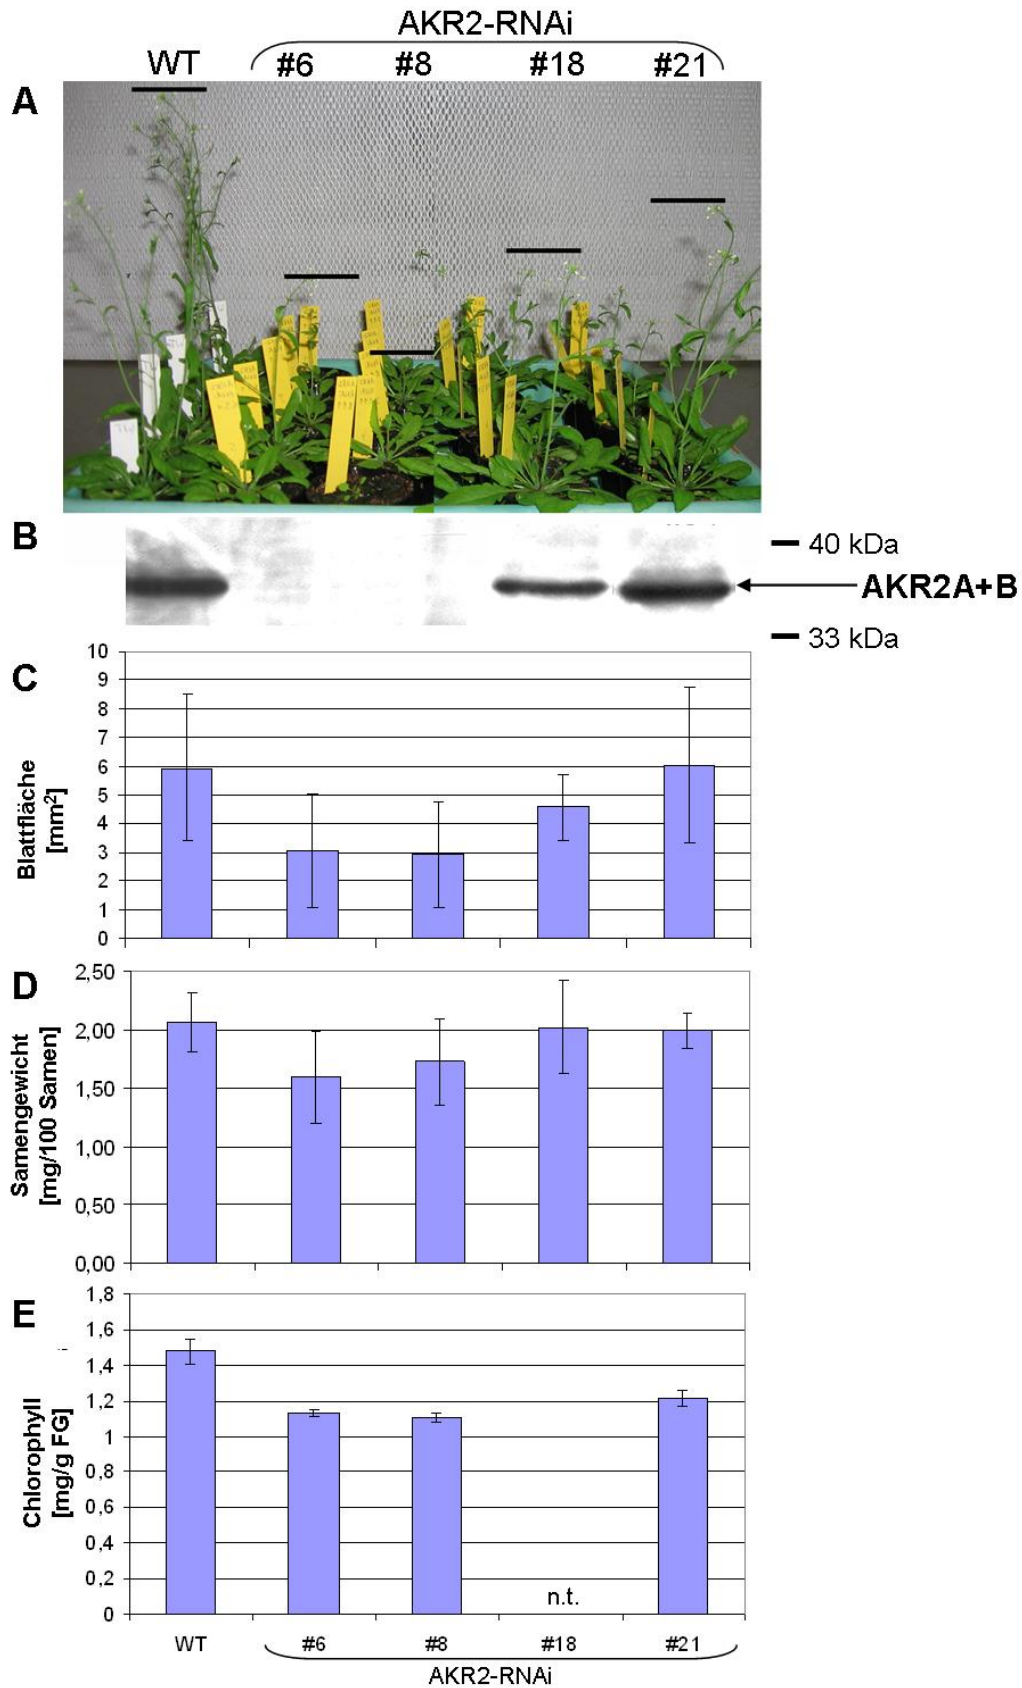 AKR2-RNAi
WT #6 #8 #18 #21
A
B
40 kDa
AKR2A+B
33 kDa
C
10
9
8
7
6
5
4
3
2
1
0
Blattfläche
[mm²]
D
2,50
2,00
1,50
1,00
0,50
0,00
Samengewicht
[mg/100 Samen]
E
1,8
1,6
1,4
1,2
1
0,8
0,6
0,4
0,2
0
Chlorophyll
[mg/g FG]
n.t.
WT #6 #8 #18 #21
AKR2-RNAi